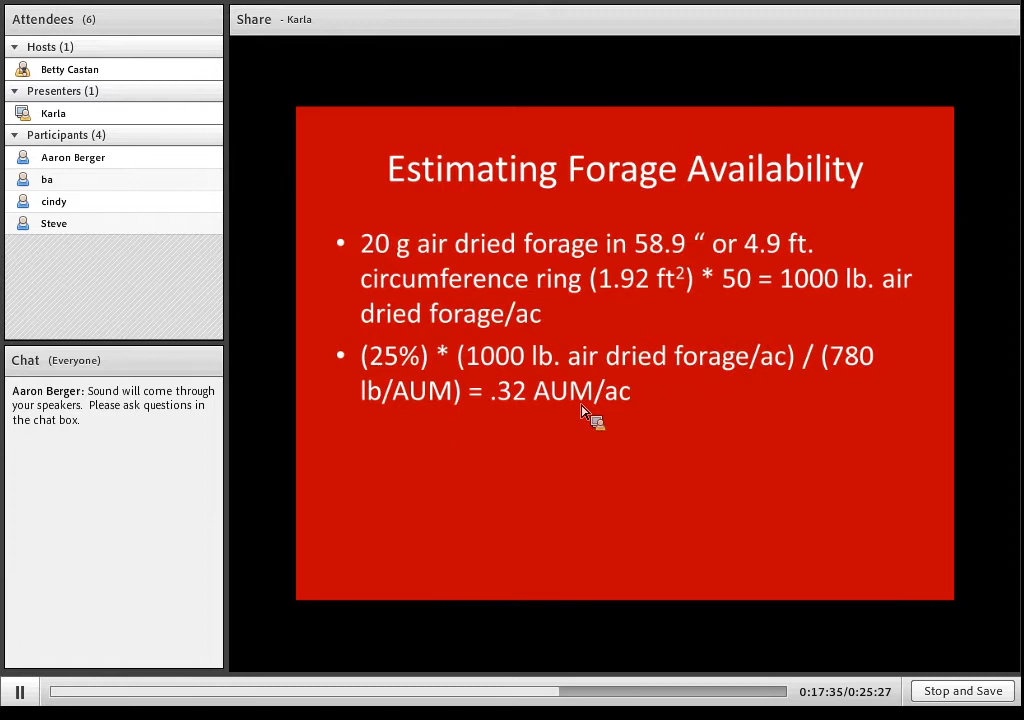 Attendees (6)
Hosts (1)
Betty Castan
Presenters (1)
Karla
Participants (4)
Aaron Berger
ba
cindy
Steve
Chat (Everyone)
Aaron Berger: Sound will come through
your speakers. Please ask questions in
the chat box.
Share - Karla
Estimating Forage Availability
• 20 g air dried forage in 58.9 “ or 4.9 ft.
circumference ring (1.92 ft²) * 50 = 1000 lb. air
dried forage/ac
• (25%) * (1000 lb. air dried forage/ac) / (780
lb/AUM) = .32 AUM/ac
0:17:35/0:25:27
Stop and Save